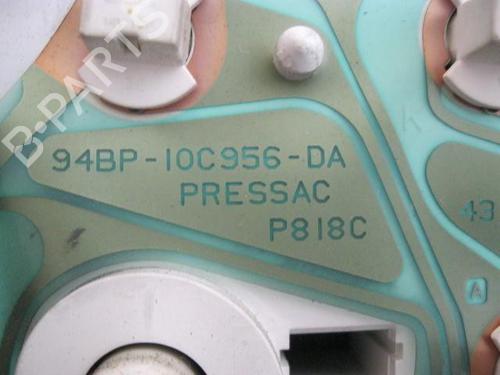 B-PARTS
94BP-10C956-DA
PRESSAC
P818C
43
A